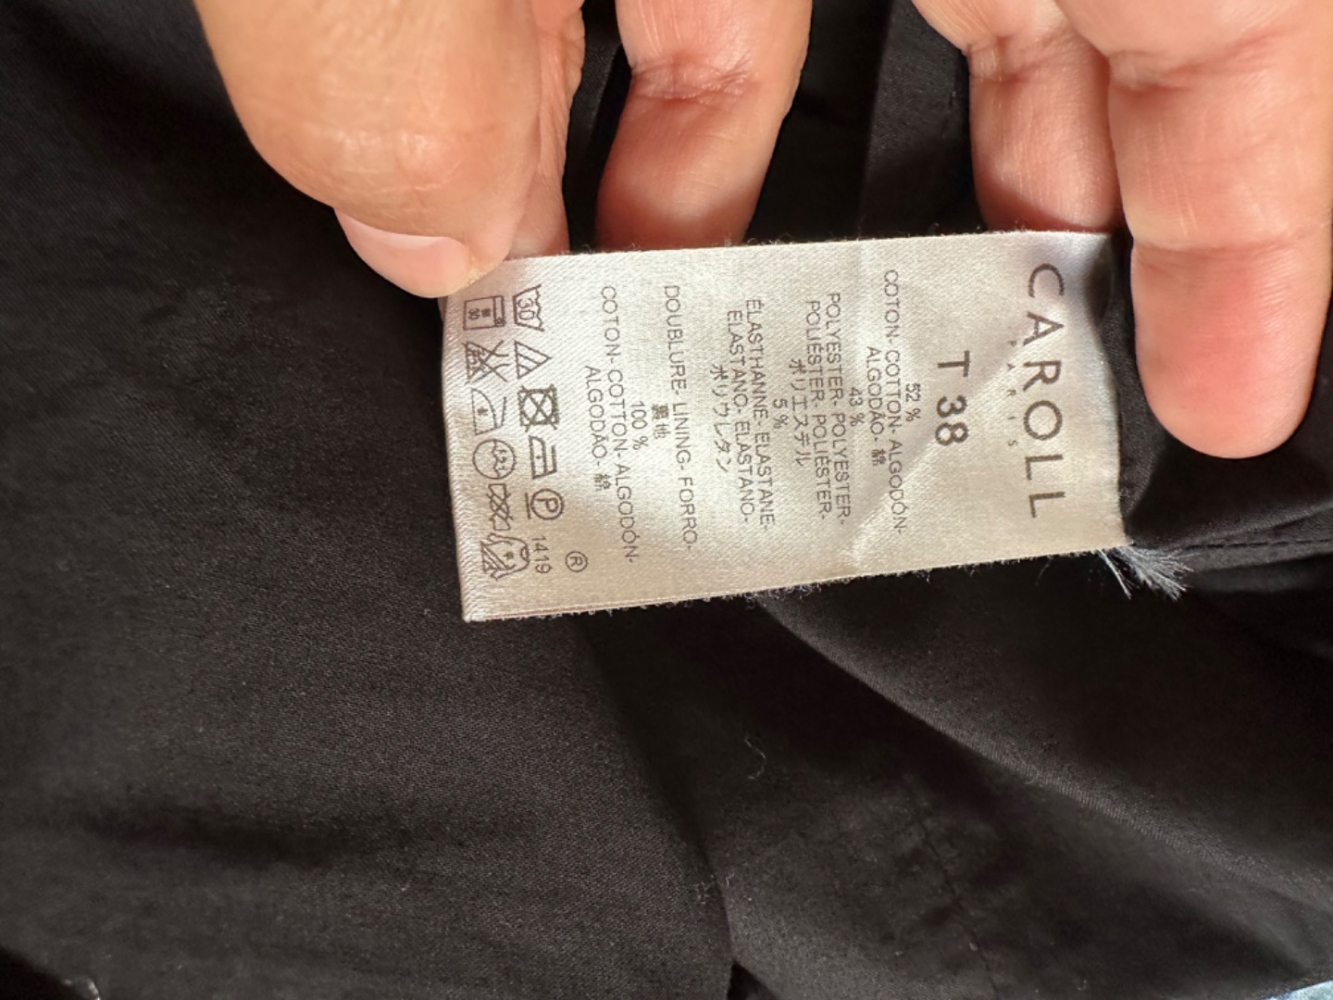 CAROLL
PARIS
T 38
52 %
COTON- COTTON- ALGODÓN-
ALGODÃO- 綿
43 %
POLYESTER- POLYESTER-
POLIÉSTER- POLIÉSTER-
ポリエステル
5 %
ÉLASTHANNE- ELASTANE-
ELASTANO- ELASTANO-
ポリウレタン
DOUBLURE- LINING- FORRO-
裏地
100 %
COTON- COTTON- ALGODÓN-
ALGODÃO- 綿
®
30 P 1419
30